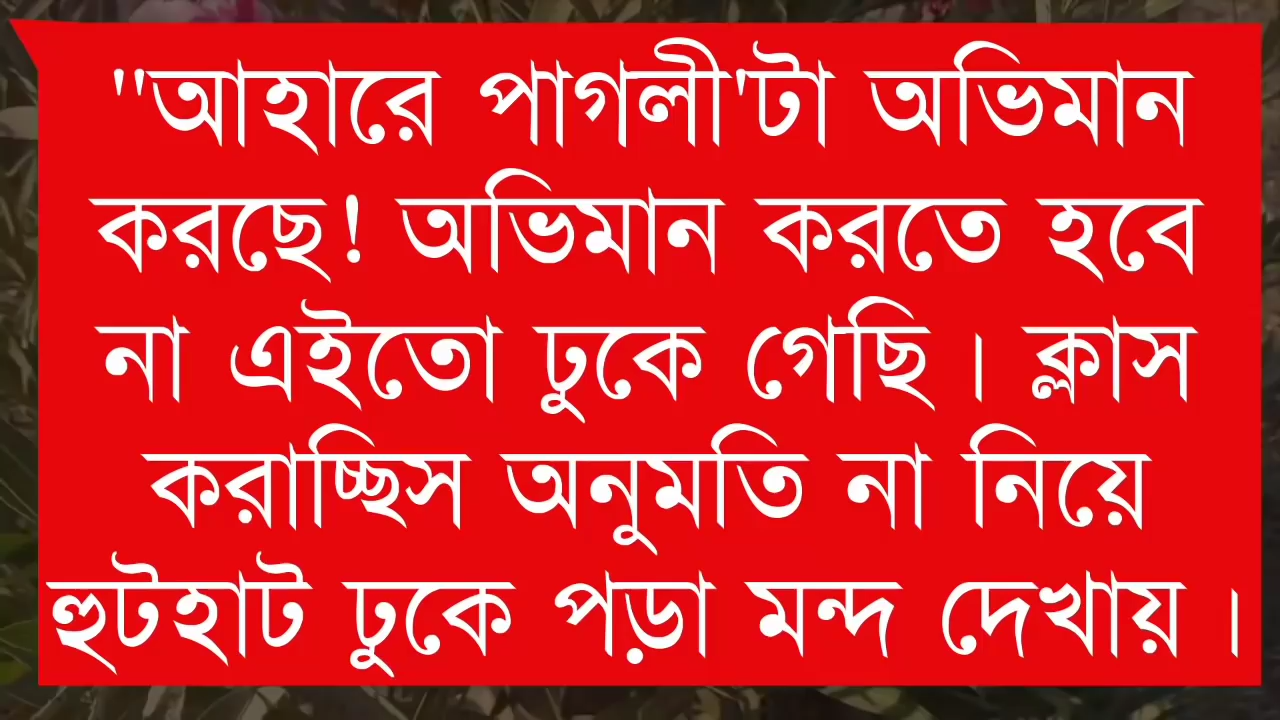 "আহারে পাগলী'টা অভিমান
করছে! অভিমান করতে হবে
না এইতো ঢুকে গেছি । ক্লাস
করাচ্ছিস অনুমতি না নিয়ে
হুটহাট ঢুকে পড়া মন্দ দেখায় ।